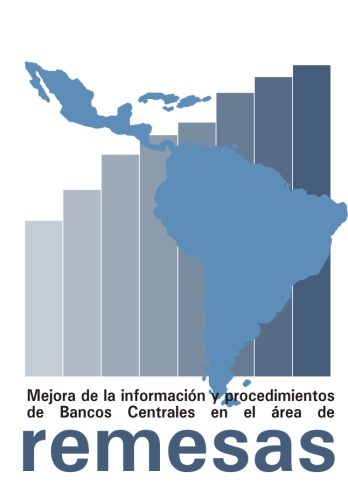 Mejora de la información y procedimientos
de Bancos Centrales en el área de
remesas